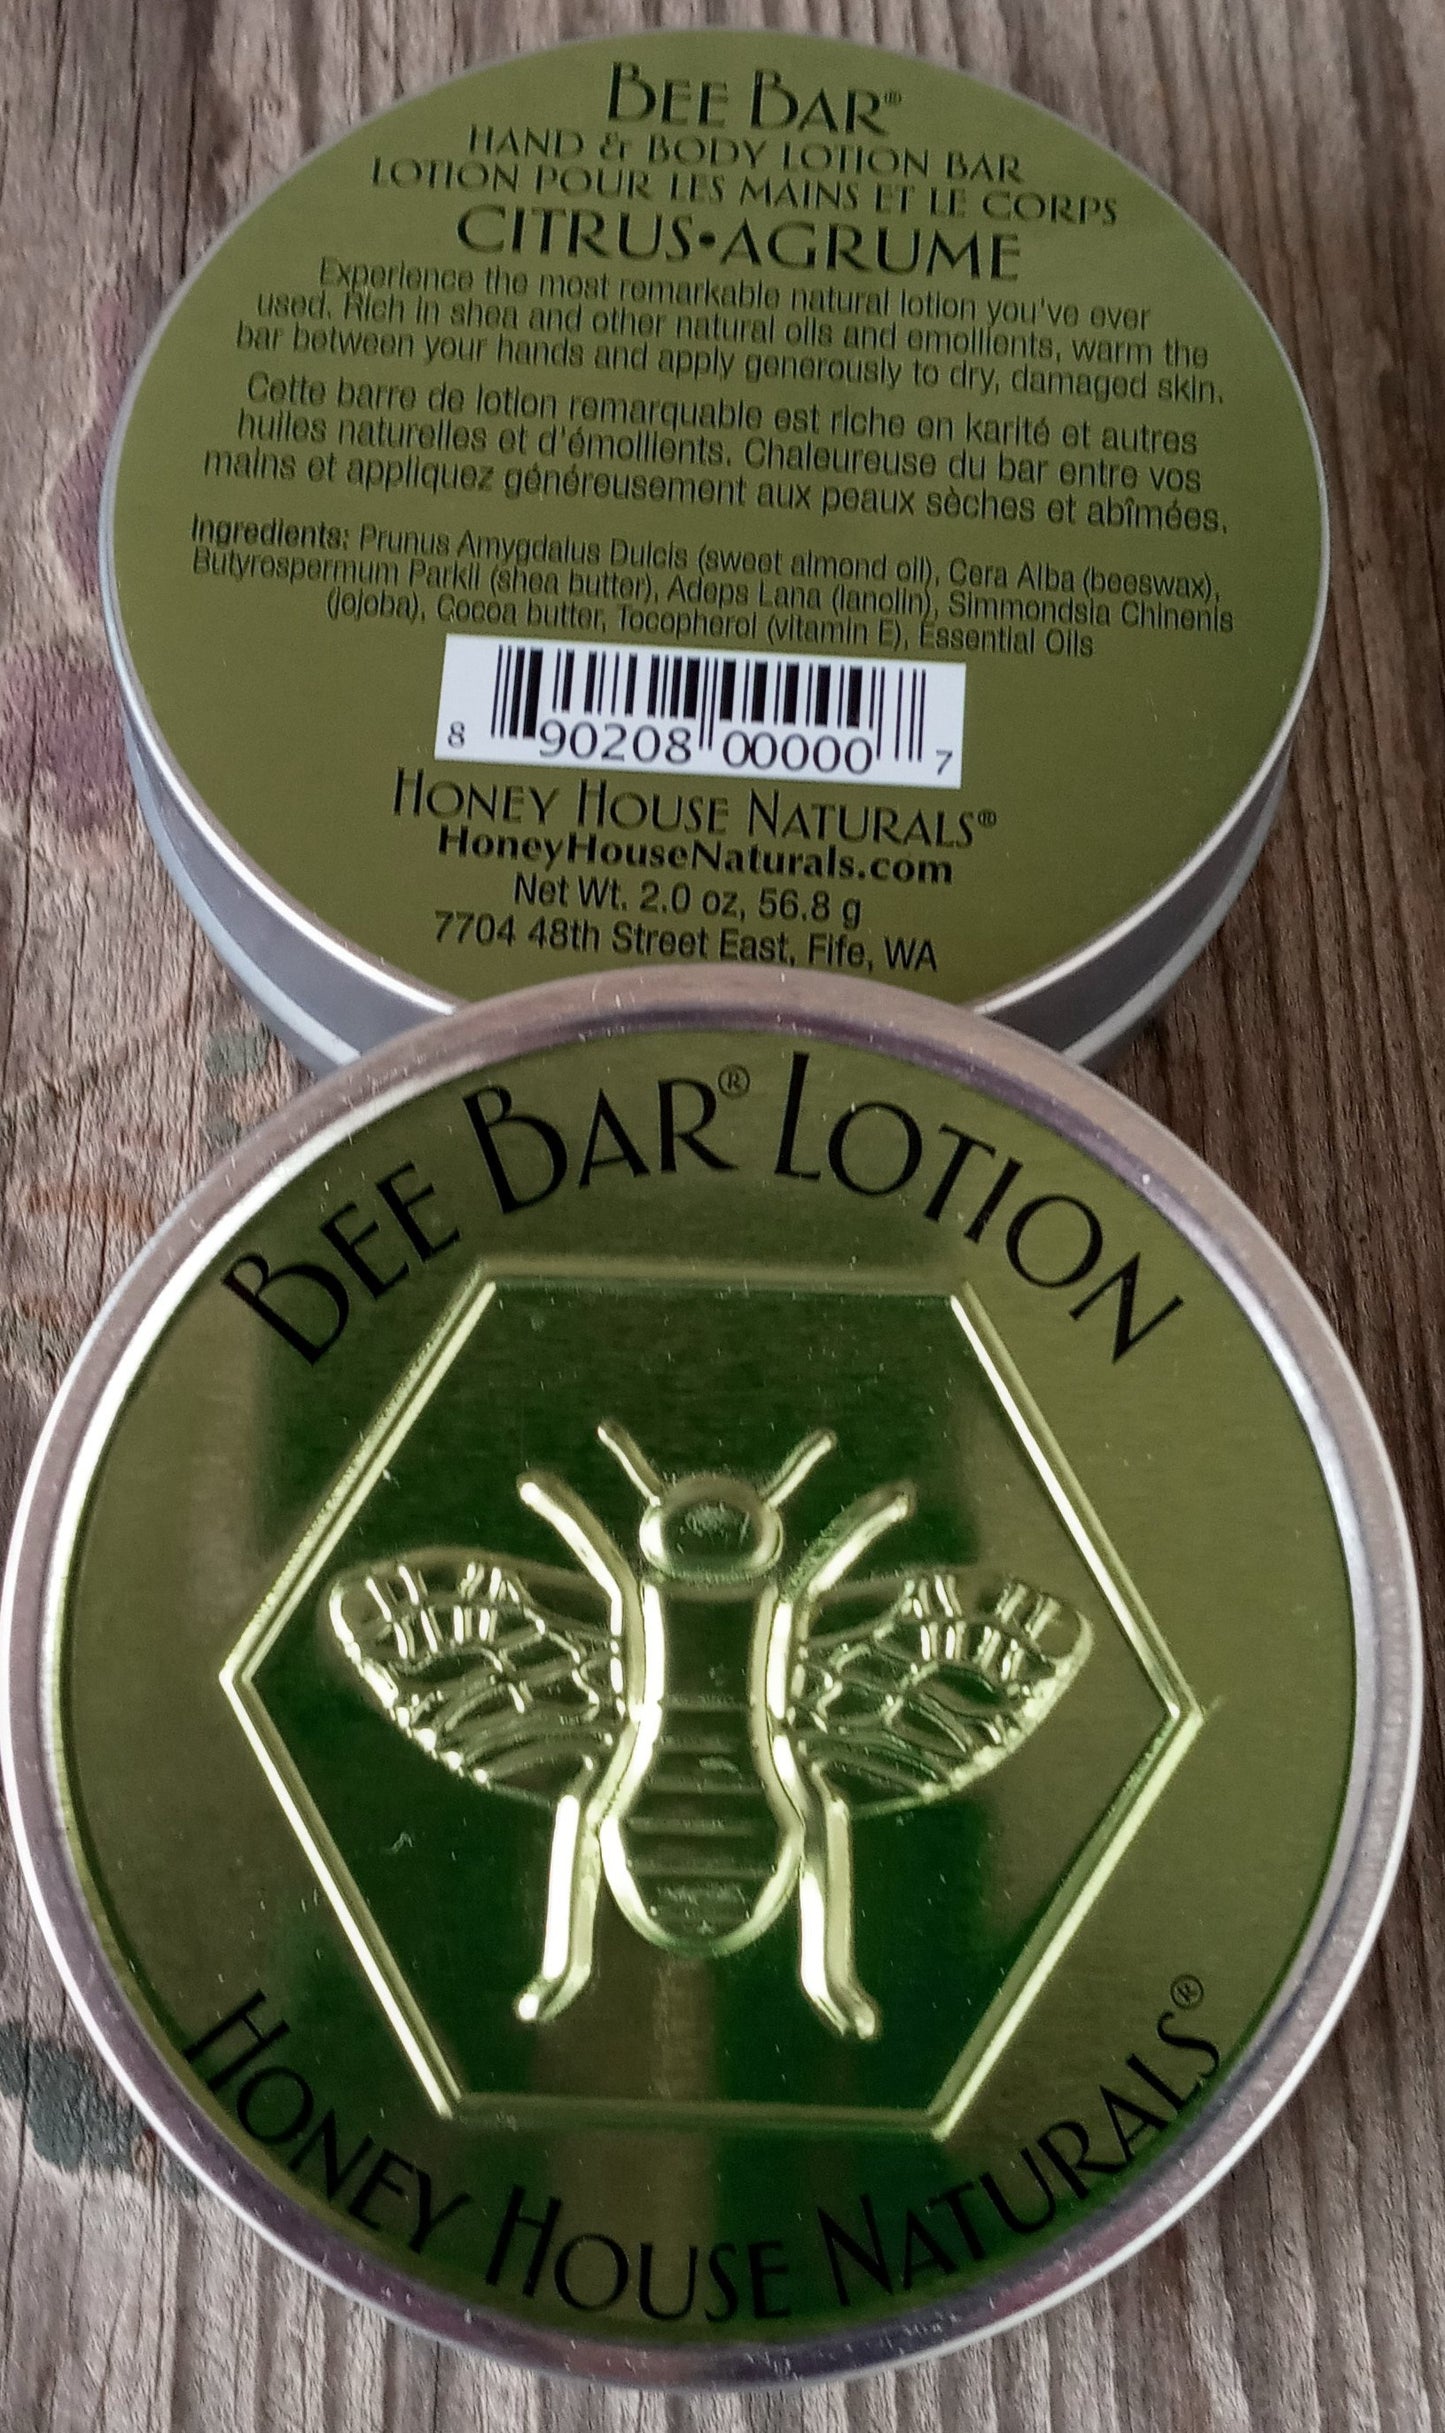 BEE BAR®
HAND & BODY LOTION BAR
LOTION POUR LES MAINS ET LE CORPS
CITRUS•AGRUME
Experience the most remarkable natural lotion you've ever
used. Rich in shea and other natural oils and emollients, warm the
bar between your hands and apply generously to dry, damaged skin.
Cette barre de lotion remarquable est riche en karité et autres
huiles naturelles et d'émollients. Chaleureuse du bar entre vos
mains et appliquez généreusement aux peaux sèches et abîmées.
Ingredients: Prunus Amygdalus Dulcis (sweet almond oil), Cera Alba (beeswax),
Butyrospermum Parkii (shea butter), Adeps Lana (lanolin), Simmondsia Chinenis
(jojoba), Cocoa butter, Tocopherol (vitamin E), Essential Oils
8 90208 00000 7
HONEY HOUSE NATURALS®
HoneyHouseNaturals.com
Net Wt. 2.0 oz, 56.8 g
7704 48th Street East, Fife, WA
BEE BAR® LOTION
HONEY HOUSE NATURALS®